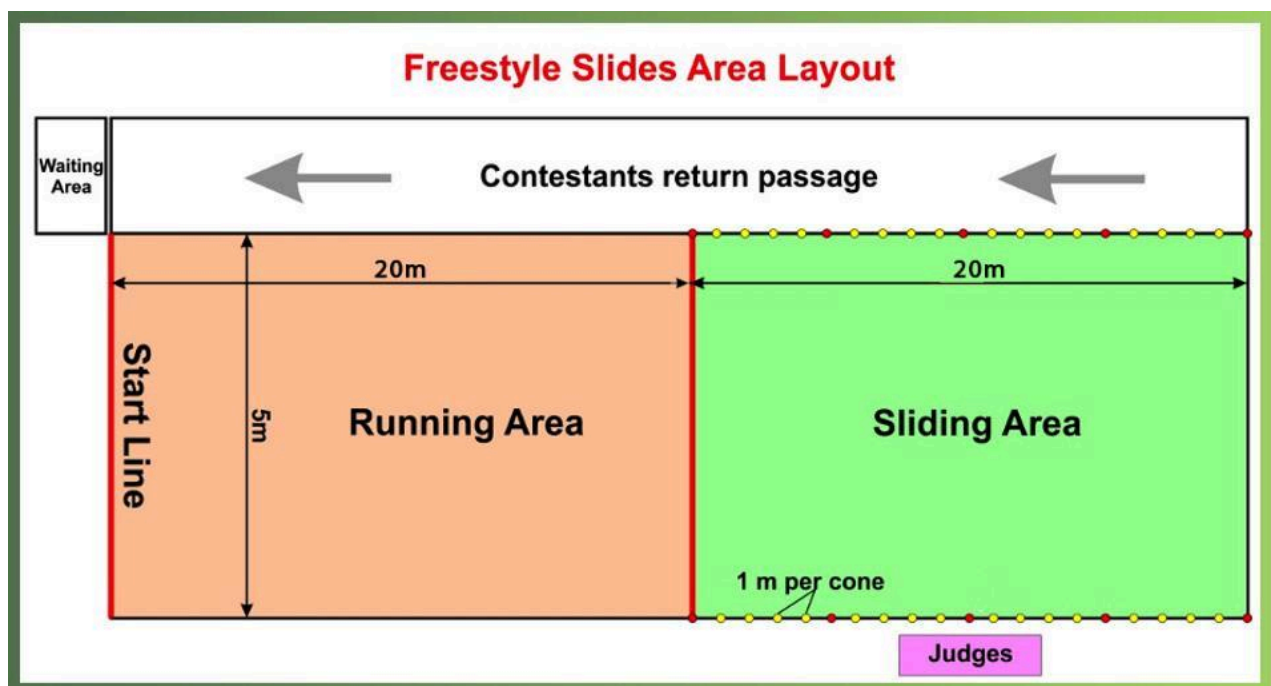 Freestyle Slides Area Layout
Waiting
Area
Contestants return passage
20m
20m
Start Line
5m
Running Area
Sliding Area
1 m per cone
Judges